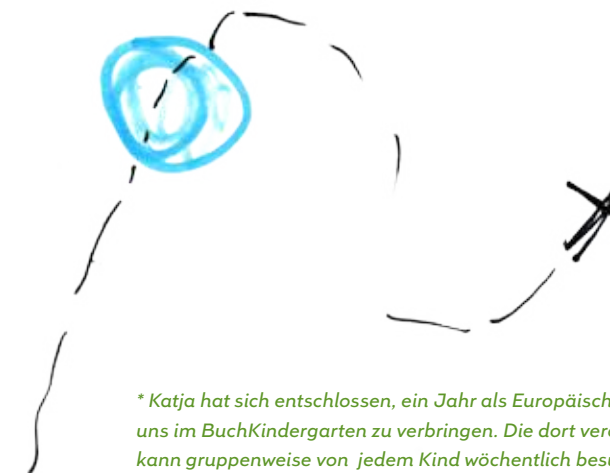 * Katja hat sich entschlossen, ein Jahr als Europäisch
uns im BuchKindergarten zu verbringen. Die dort vera
kann gruppenweise von jedem Kind wöchentlich besu